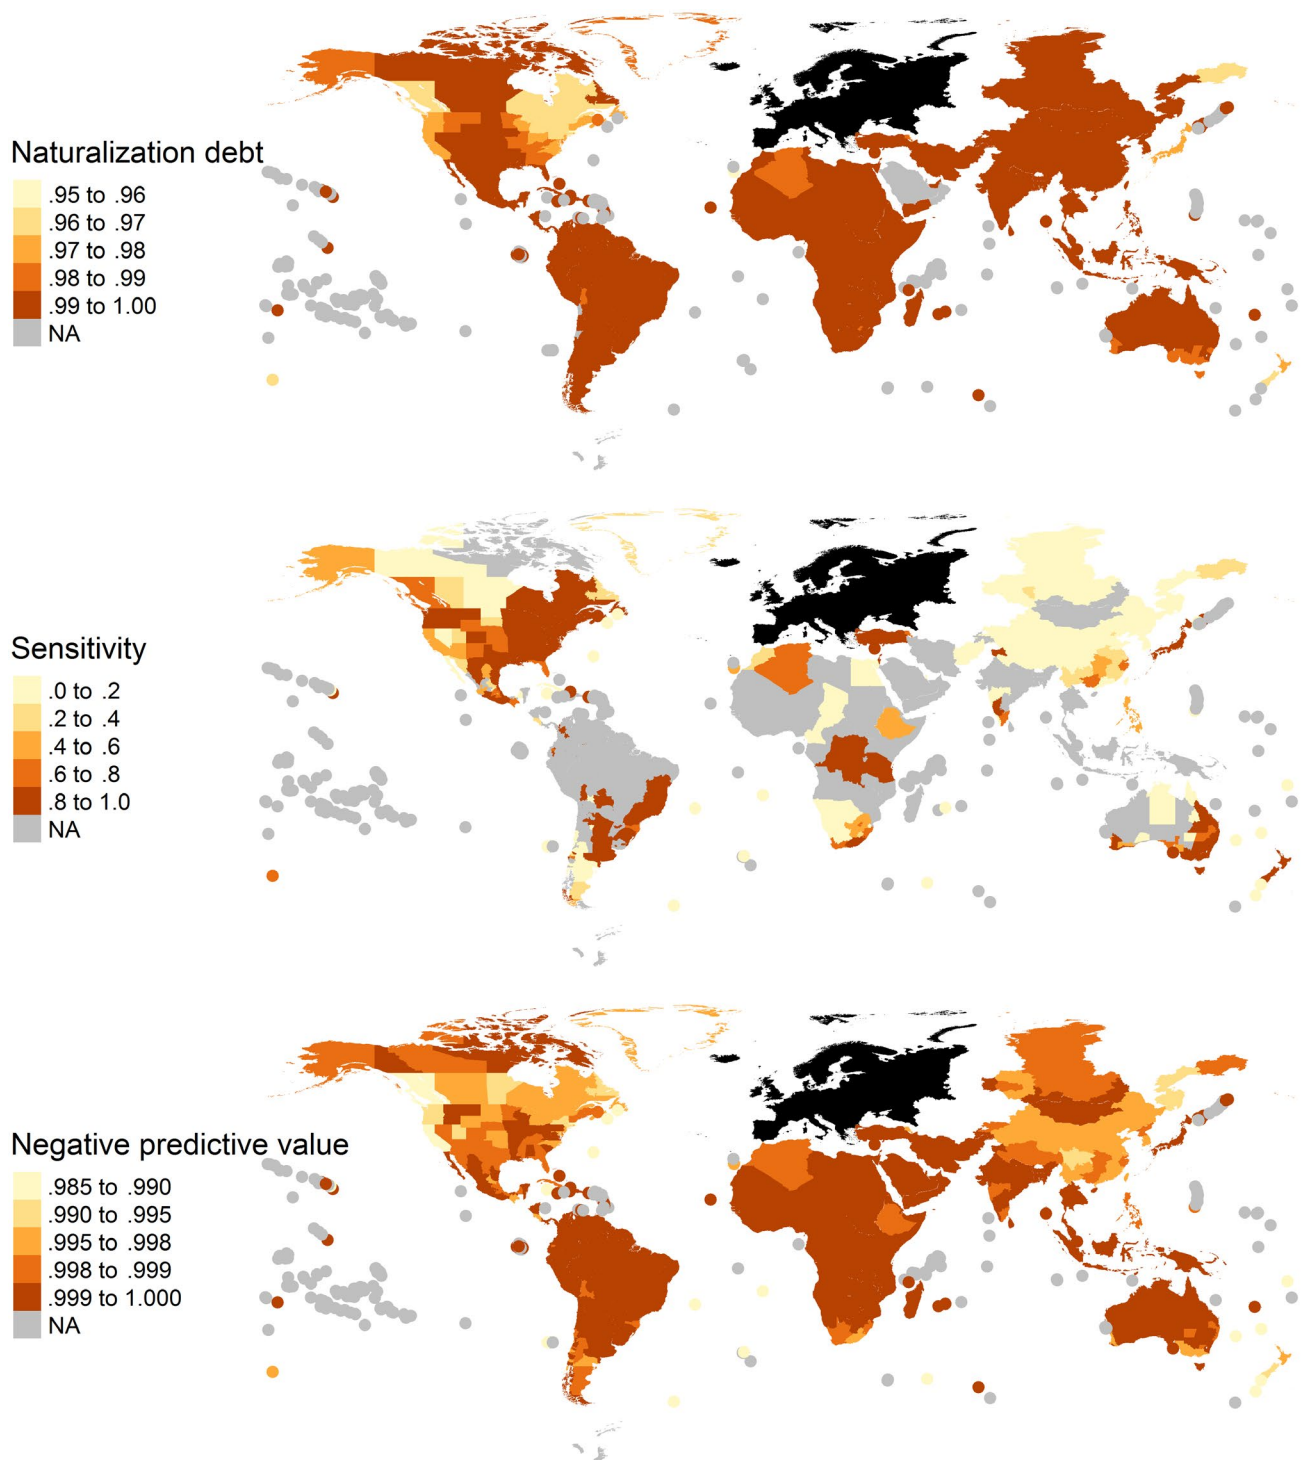 Naturalization debt
.95 to .96
.96 to .97
.97 to .98
.98 to .99
.99 to 1.00
NA
Sensitivity
.0 to .2
.2 to .4
.4 to .6
.6 to .8
.8 to 1.0
NA
Negative predictive value
.985 to .990
.990 to .995
.995 to .998
.998 to .999
.999 to 1.000
NA